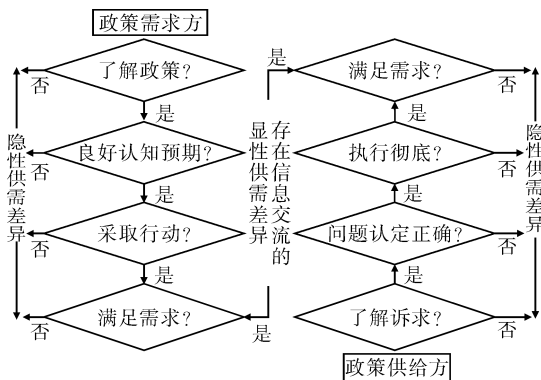 政策需求方
了解政策?
否
是
良好认知预期?
否
是
采取行动?
否
是
满足需求?
否
是
隐性供需差异
存在信息交流的
显性供需差异
是
满足需求?
否
是
执行彻底?
否
是
问题认定正确?
否
是
了解诉求?
否
政策供给方
隐性供需差异